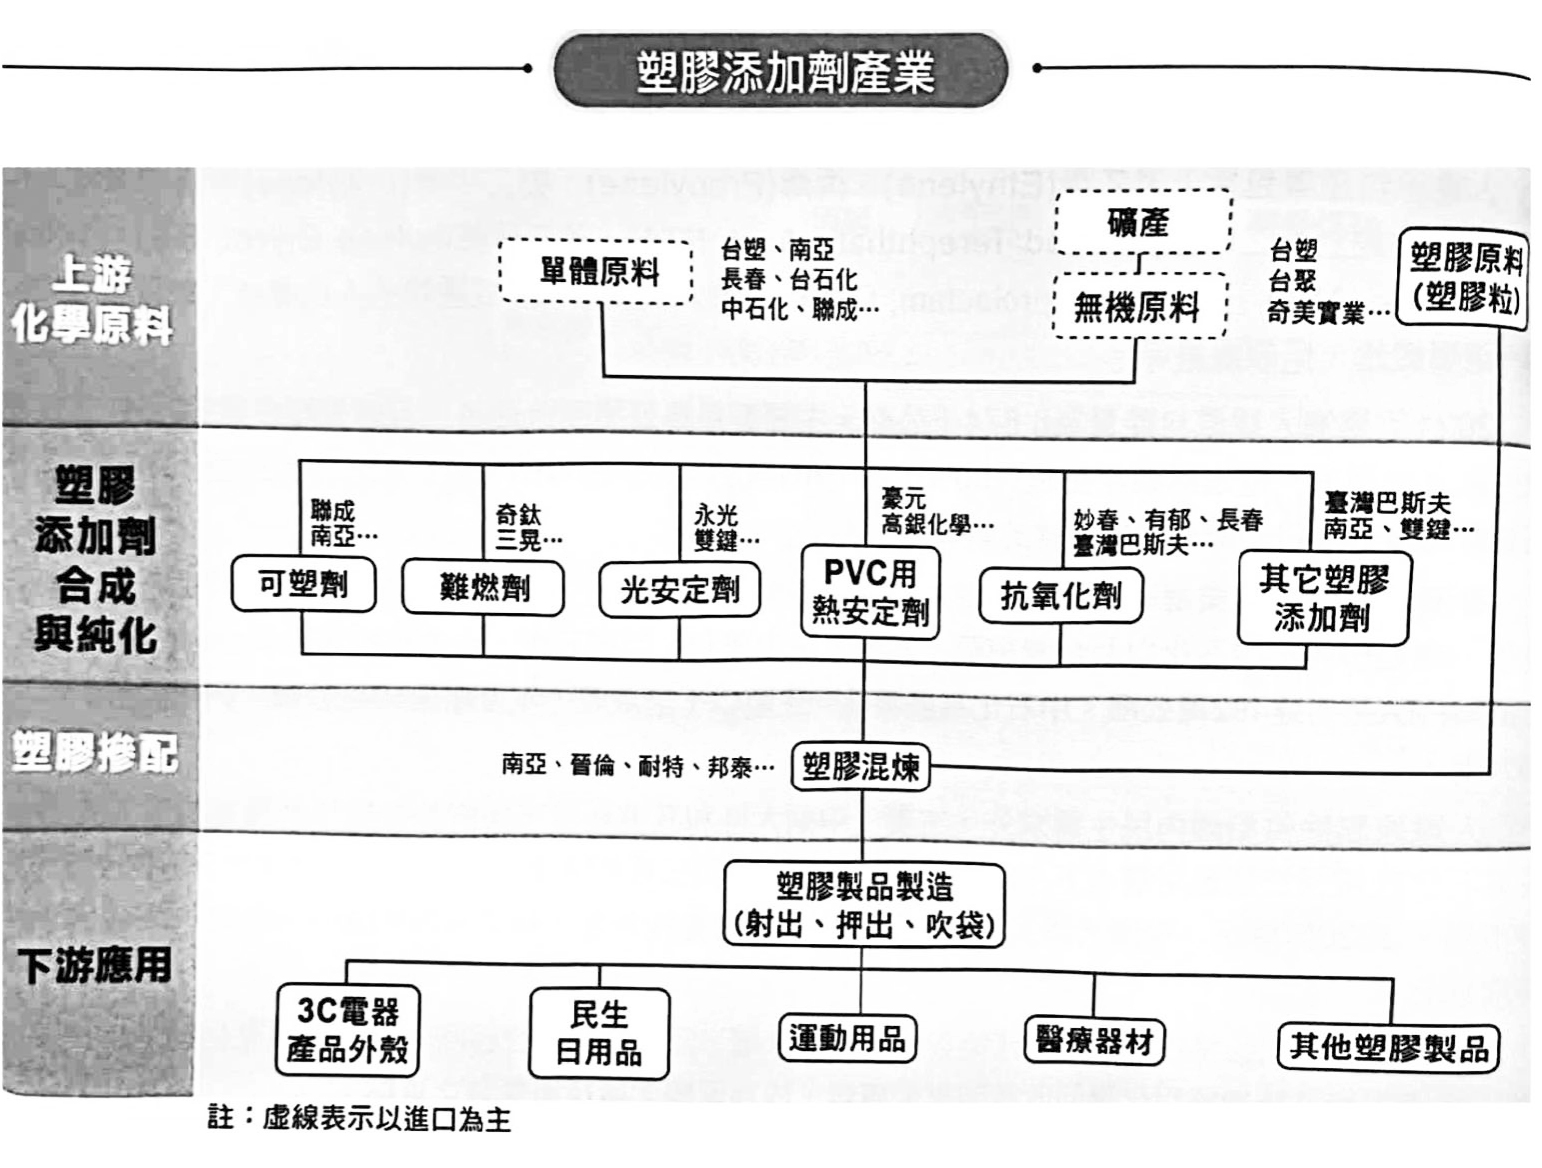 塑膠添加劑產業
上游
化學原料
單體原料
台塑、南亞
長春、台石化
中石化、聯成…
礦產
無機原料
台塑
台聚
奇美實業…
塑膠原料
(塑膠粒)
塑膠
添加劑
合成
與純化
聯成
南亞…
可塑劑
奇鈦
三晃…
難燃劑
永光
雙鍵…
光安定劑
豪元
高銀化學…
PVC用
熱安定劑
妙春、有郁、長春
臺灣巴斯夫…
抗氧化劑
臺灣巴斯夫
南亞、雙鍵…
其它塑膠
添加劑
塑膠摻配
南亞、晉倫、耐特、邦泰…
塑膠混煉
下游應用
塑膠製品製造
(射出、押出、吹袋)
3C電器
產品外殼
民生
日用品
運動用品
醫療器材
其他塑膠製品
註：虛線表示以進口為主